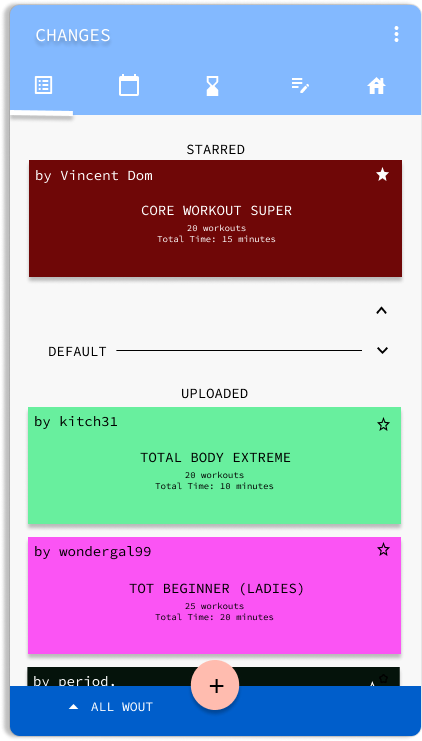 CHANGES
STARRED
by Vincent Dom
CORE WORKOUT SUPER
20 workouts
Total Time: 15 minutes
DEFAULT
UPLOADED
by kitch31
TOTAL BODY EXTREME
20 workouts
Total Time: 10 minutes
by wondergal99
TOT BEGINNER (LADIES)
25 workouts
Total Time: 20 minutes
by period.
+
ALL WOUT